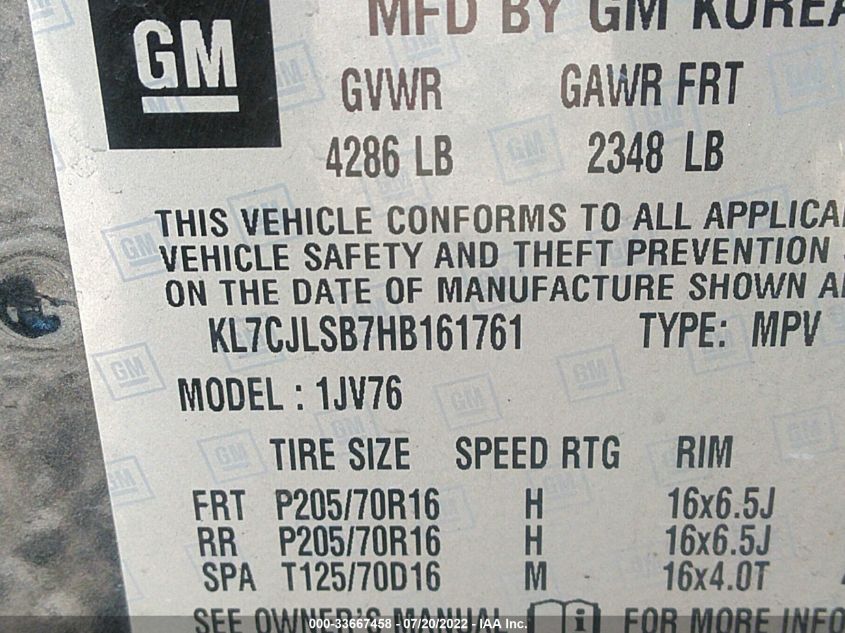 GM
MFD BY GM KOREA
GVWR GAWR FRT
4286 LB 2348 LB
THIS VEHICLE CONFORMS TO ALL APPLICA
VEHICLE SAFETY AND THEFT PREVENTION
ON THE DATE OF MANUFACTURE SHOWN A
KL7CJLSB7HB161761 TYPE: MPV
MODEL : 1JV76
TIRE SIZE SPEED RTG RIM
FRT P205/70R16 H 16x6.5J
RR P205/70R16 H 16x6.5J
SPA T125/70D16 M 16x4.0T
SEE OWNER'S MANUAL i FOR MORE INFO
000-33667458 - 07/20/2022 - IAA, Inc.